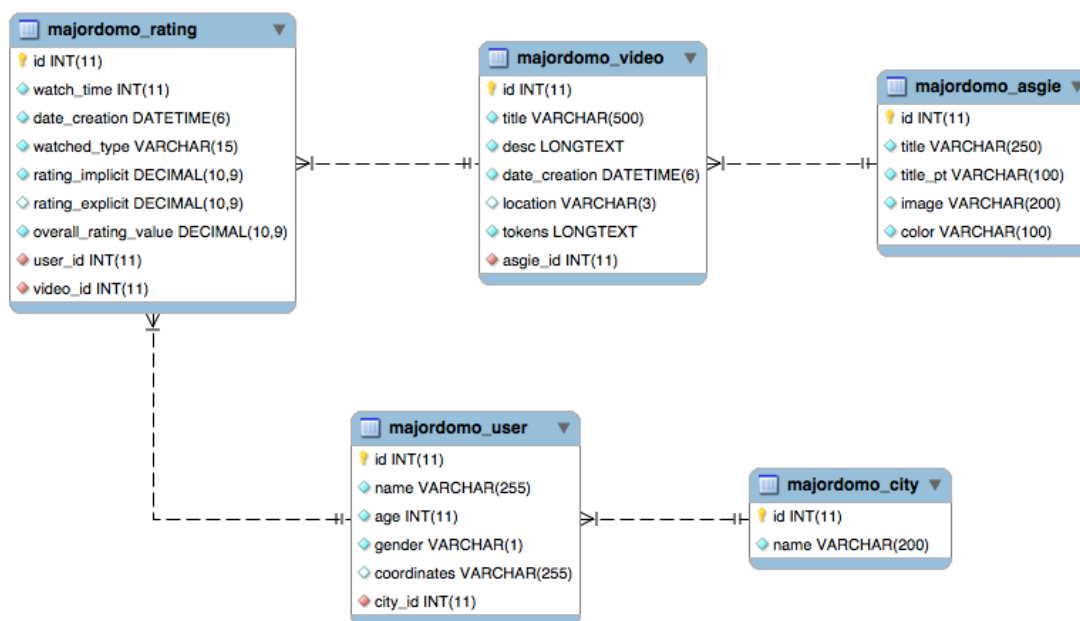 majordomo_rating
id INT(11)
watch_time INT(11)
date_creation DATETIME(6)
watched_type VARCHAR(15)
rating_implicit DECIMAL(10,9)
rating_explicit DECIMAL(10,9)
overall_rating_value DECIMAL(10,9)
user_id INT(11)
video_id INT(11)
majordomo_video
id INT(11)
title VARCHAR(500)
desc LONGTEXT
date_creation DATETIME(6)
location VARCHAR(3)
tokens LONGTEXT
asgie_id INT(11)
majordomo_asgie
id INT(11)
title VARCHAR(250)
title_pt VARCHAR(100)
image VARCHAR(200)
color VARCHAR(100)
majordomo_user
id INT(11)
name VARCHAR(255)
age INT(11)
gender VARCHAR(1)
coordinates VARCHAR(255)
city_id INT(11)
majordomo_city
id INT(11)
name VARCHAR(200)